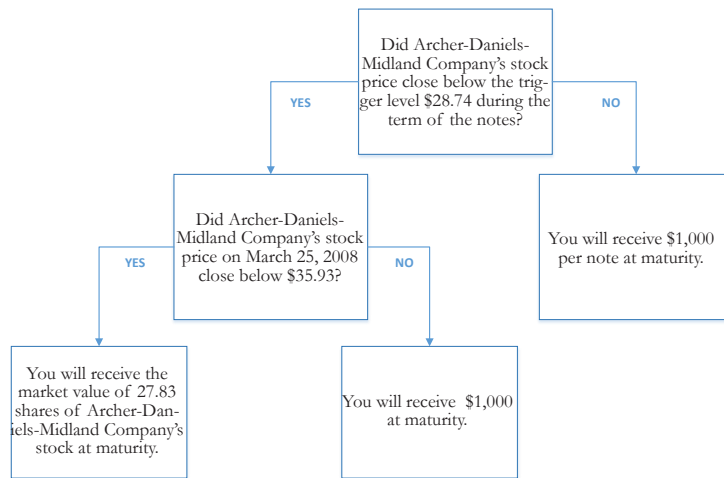 Did Archer-Daniels-
Midland Company's stock
price close below the trig-
ger level $28.74 during the
term of the notes?
YES
NO
Did Archer-Daniels-
Midland Company's stock
price on March 25, 2008
close below $35.93?
You will receive $1,000
per note at maturity.
YES
NO
You will receive the
market value of 27.83
shares of Archer-Dan-
iels-Midland Company's
stock at maturity.
You will receive $1,000
at maturity.